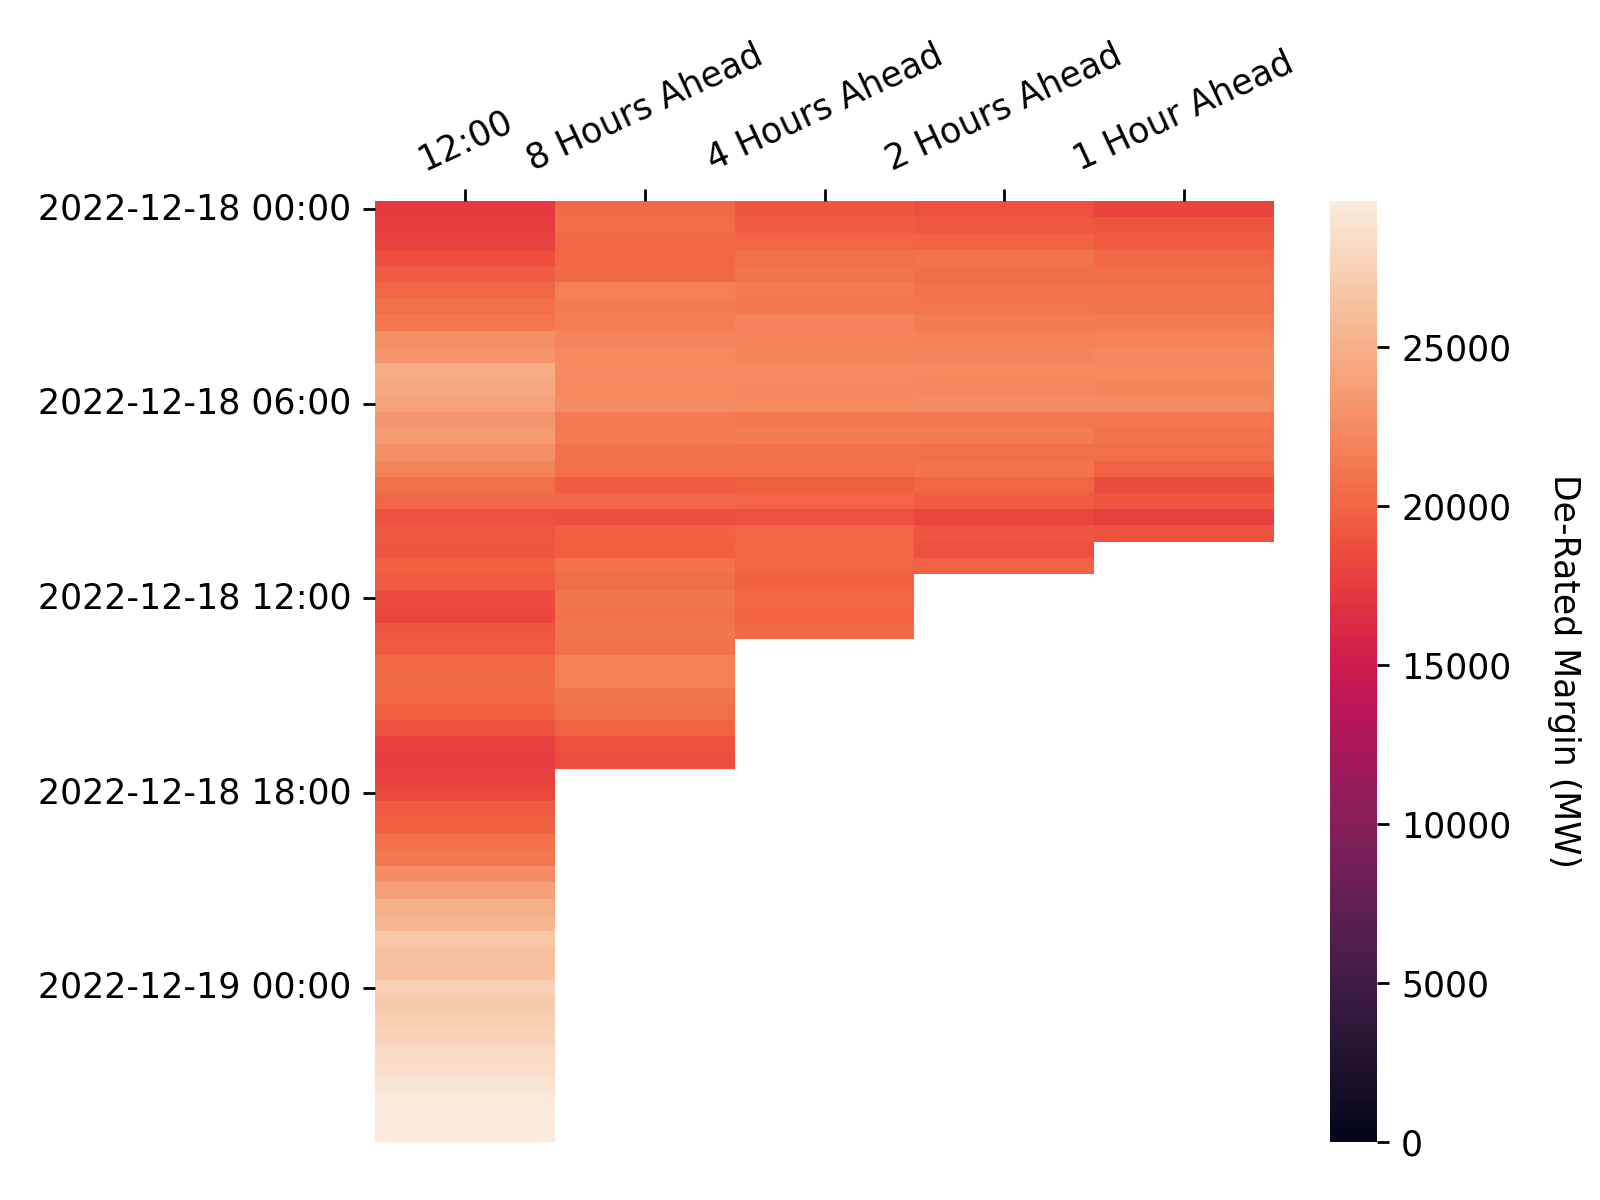 12:00
8 Hours Ahead
4 Hours Ahead
2 Hours Ahead
1 Hour Ahead
2022-12-18 00:00
2022-12-18 06:00
2022-12-18 12:00
2022-12-18 18:00
2022-12-19 00:00
25000
20000
15000
10000
5000
0
De-Rated Margin (MW)